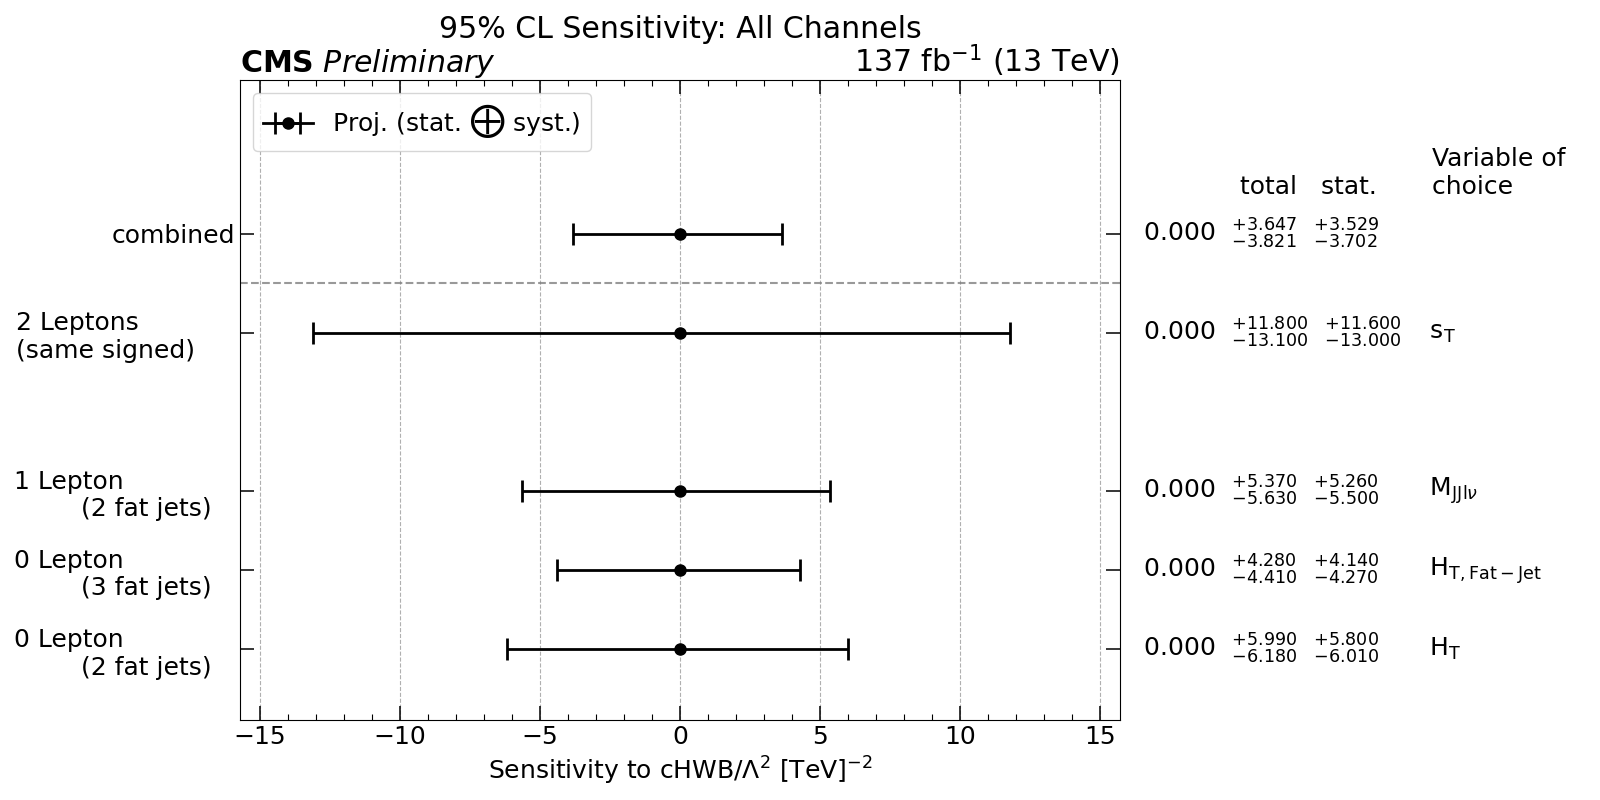 95% CL Sensitivity: All Channels
CMS Preliminary 137 fb⁻¹ (13 TeV)
Proj. (stat. ⊕ syst.)
Variable of
total stat. choice
combined 0.000 +3.647 −3.821 +3.529 −3.702
2 Leptons
(same signed) 0.000 +11.800 −13.100 +11.600 −13.000 s_T
1 Lepton
(2 fat jets) 0.000 +5.370 −5.630 +5.260 −5.500 M_JJlν
0 Lepton
(3 fat jets) 0.000 +4.280 −4.410 +4.140 −4.270 H_T, Fat−Jet
0 Lepton
(2 fat jets) 0.000 +5.990 −6.180 +5.800 −6.010 H_T
−15 −10 −5 0 5 10 15
Sensitivity to cHWB/Λ² [TeV]⁻²